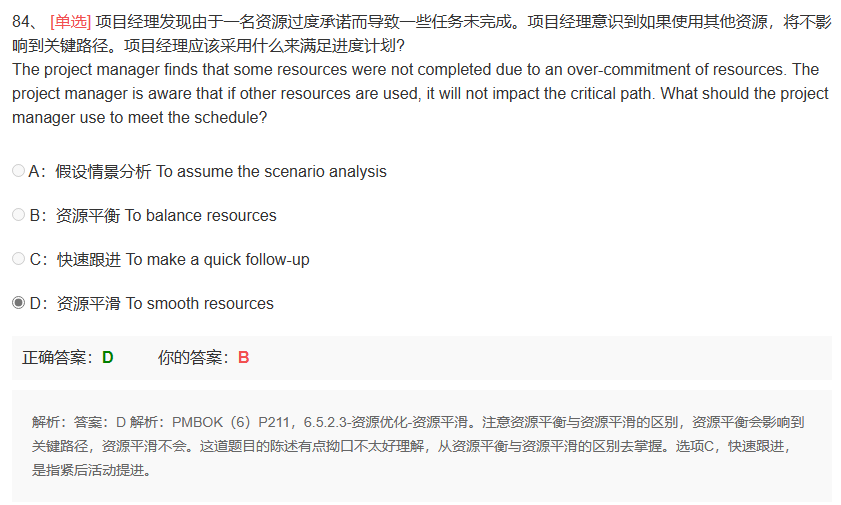 84、 [单选] 项目经理发现由于一名资源过度承诺而导致一些任务未完成。项目经理意识到如果使用其他资源，将不影
响到关键路径。项目经理应该采用什么来满足进度计划?
The project manager finds that some resources were not completed due to an over-commitment of resources. The
project manager is aware that if other resources are used, it will not impact the critical path. What should the project
manager use to meet the schedule?
A：假设情景分析 To assume the scenario analysis
B：资源平衡 To balance resources
C：快速跟进 To make a quick follow-up
D：资源平滑 To smooth resources
正确答案：D 你的答案：B
解析：答案：D 解析：PMBOK（6）P211，6.5.2.3-资源优化-资源平滑。注意资源平衡与资源平滑的区别，资源平衡会影响到
关键路径，资源平滑不会。这道题目的陈述有点拗口不太好理解，从资源平衡与资源平滑的区别去掌握。选项C，快速跟进，
是指紧后活动提进。